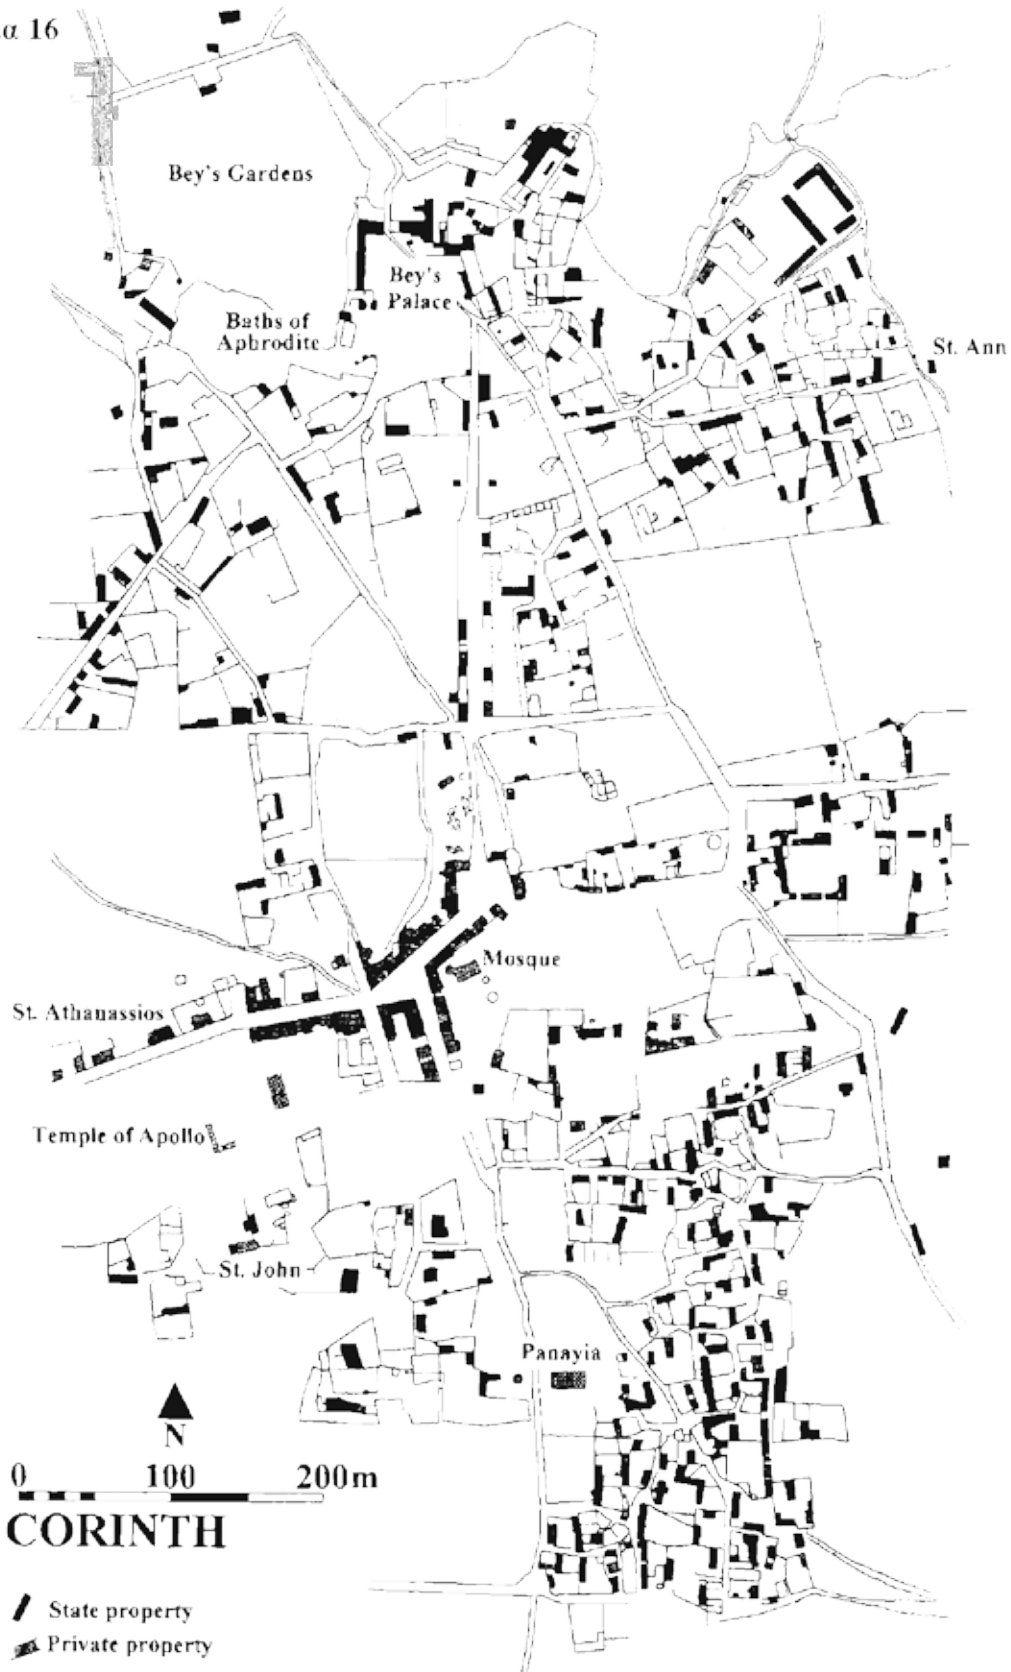 α 16
Bey's Gardens
Bey's
Palace
Baths of
Aphrodite
St. Ann
Mosque
St. Athanassios
Temple of Apollo
St. John
Panayia
N
0 100 200m
CORINTH
State property
Private property